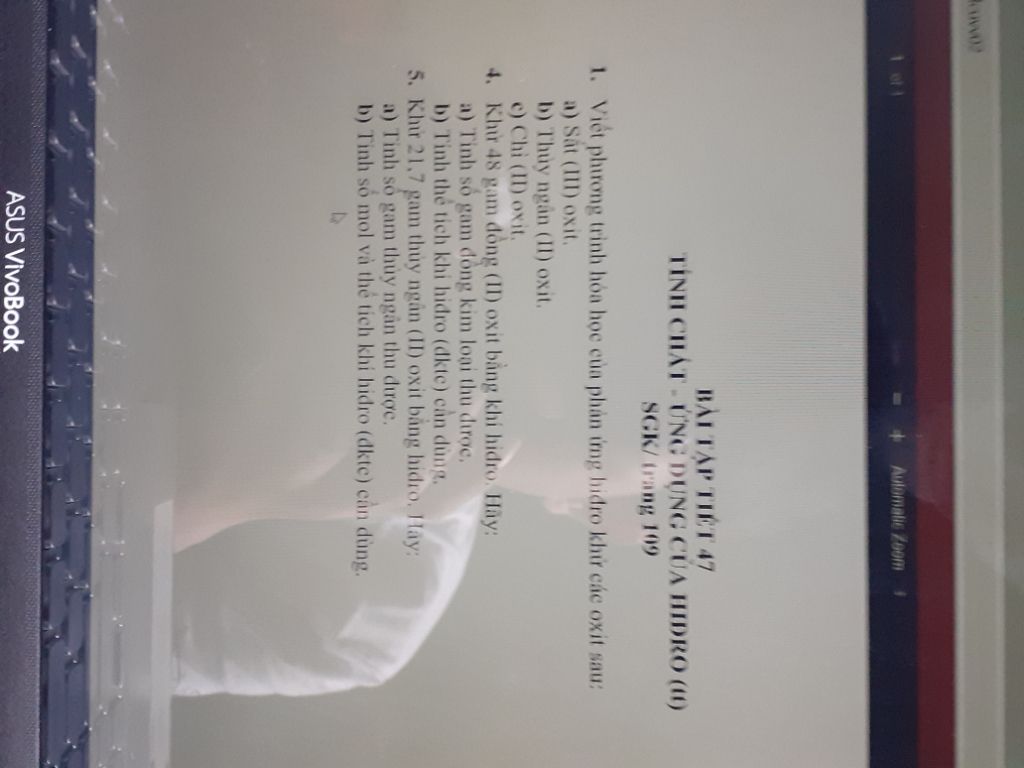 1 of 1
− + Automatic Zoom
BÀI TẬP TIẾT 47
TÍNH CHẤT - ỨNG DỤNG CỦA HIDRO (tt)
SGK/ trang 109
1. Viết phương trình hóa học của phản ứng hidro khử các oxit sau:
a) Sắt (III) oxit.
b) Thủy ngân (II) oxit.
c) Chì (II) oxit.
4. Khử 48 gam đồng (II) oxit bằng khí hidro. Hãy:
a) Tính số gam đồng kim loại thu được.
b) Tính thể tích khí hidro (đktc) cần dùng.
5. Khử 21,7 gam thủy ngân (II) oxit bằng hidro. Hãy:
a) Tính số gam thủy ngân thu được.
b) Tính số mol và thể tích khí hidro (đktc) cần dùng.
ASUS VivoBook